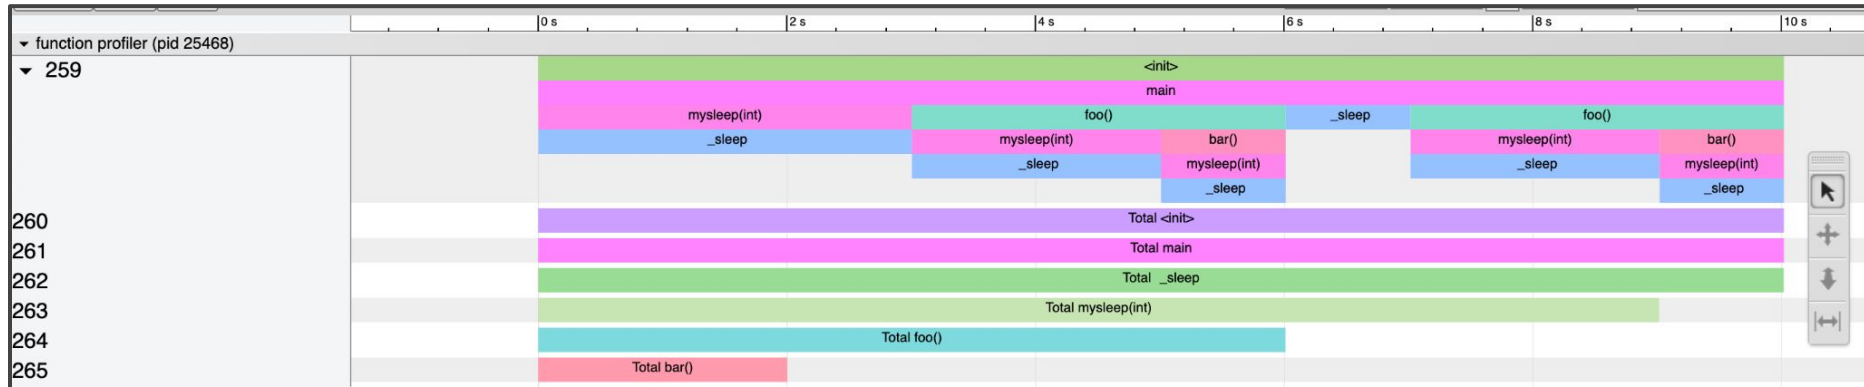 0 s 2 s 4 s 6 s 8 s 10 s
function profiler (pid 25468)
259
<init>
main
mysleep(int) foo() _sleep foo()
_sleep mysleep(int) bar() mysleep(int) bar()
_sleep mysleep(int) _sleep mysleep(int)
_sleep _sleep
260 Total <init>
261 Total main
262 Total _sleep
263 Total mysleep(int)
264 Total foo()
265 Total bar()